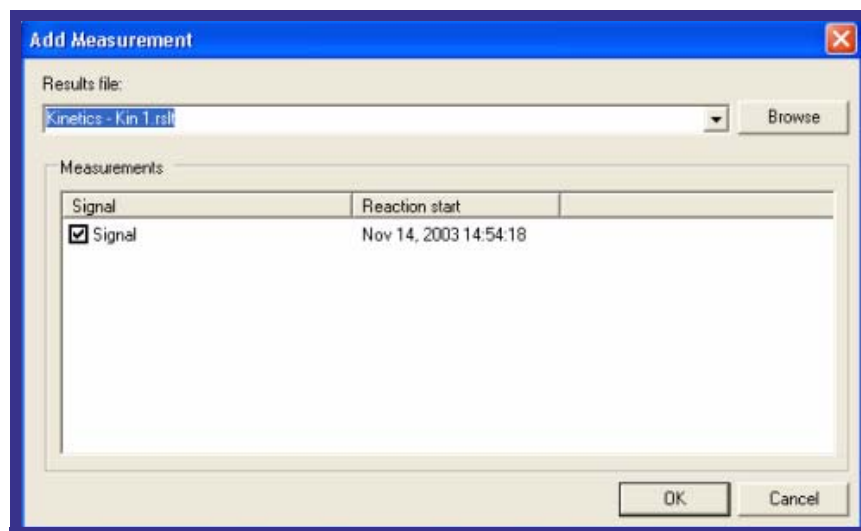 Add Measurement
Results file:
Kinetics - Kin 1.rslt
Browse
Measurements
Signal Reaction start
Signal Nov 14, 2003 14:54:18
OK Cancel